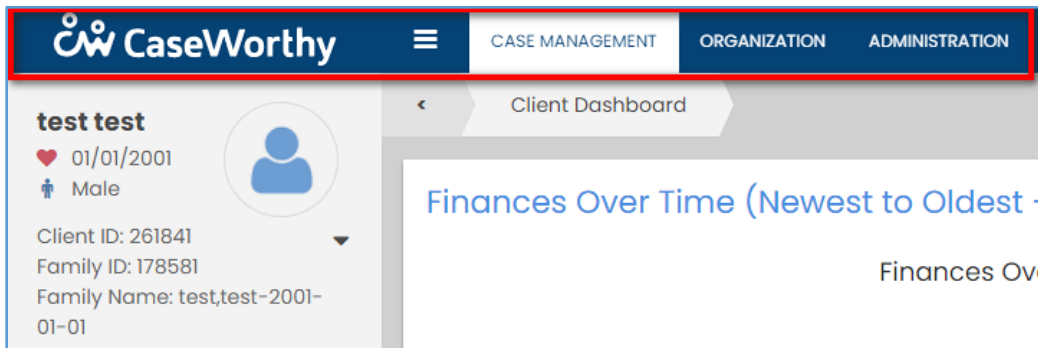 CaseWorthy
CASE MANAGEMENT ORGANIZATION ADMINISTRATION
Client Dashboard
test test
01/01/2001
Male
Client ID: 261841
Family ID: 178581
Family Name: test,test-2001-
01-01
Finances Over Time (Newest to Oldest -
Finances Ov